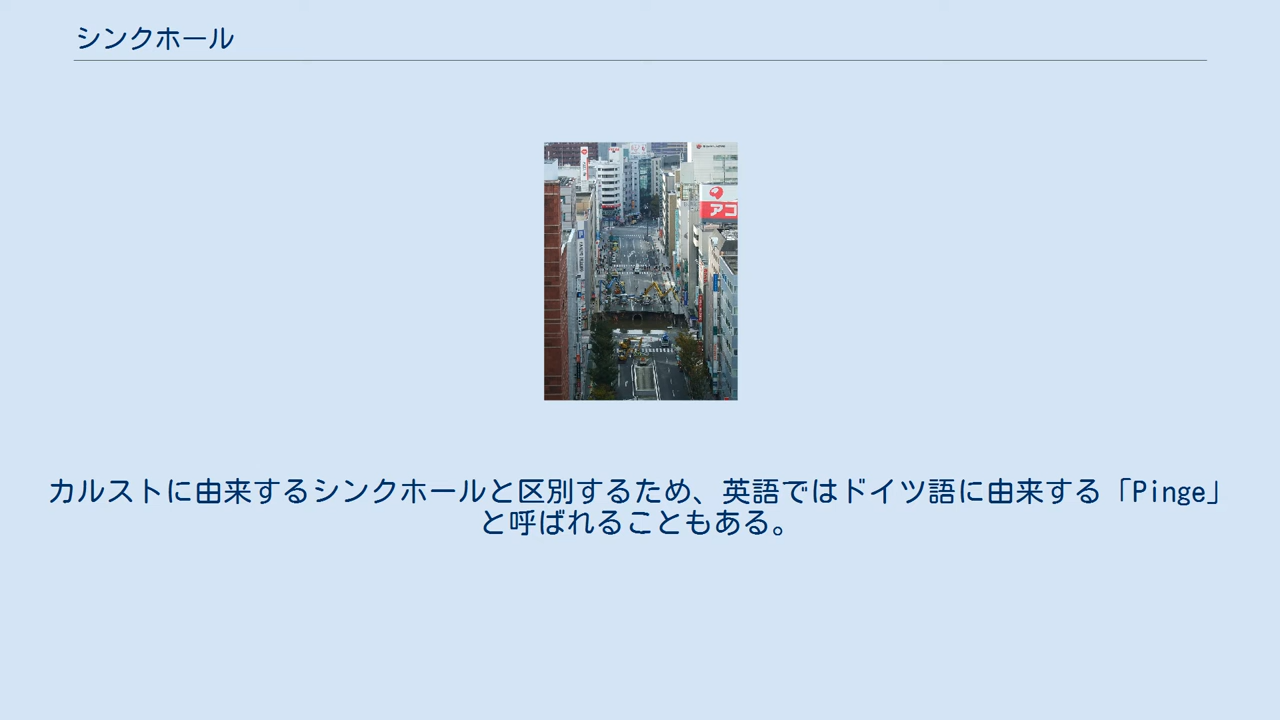 シンクホール
アコ
カルストに由来するシンクホールと区別するため、英語ではドイツ語に由来する「Pinge」
と呼ばれることもある。